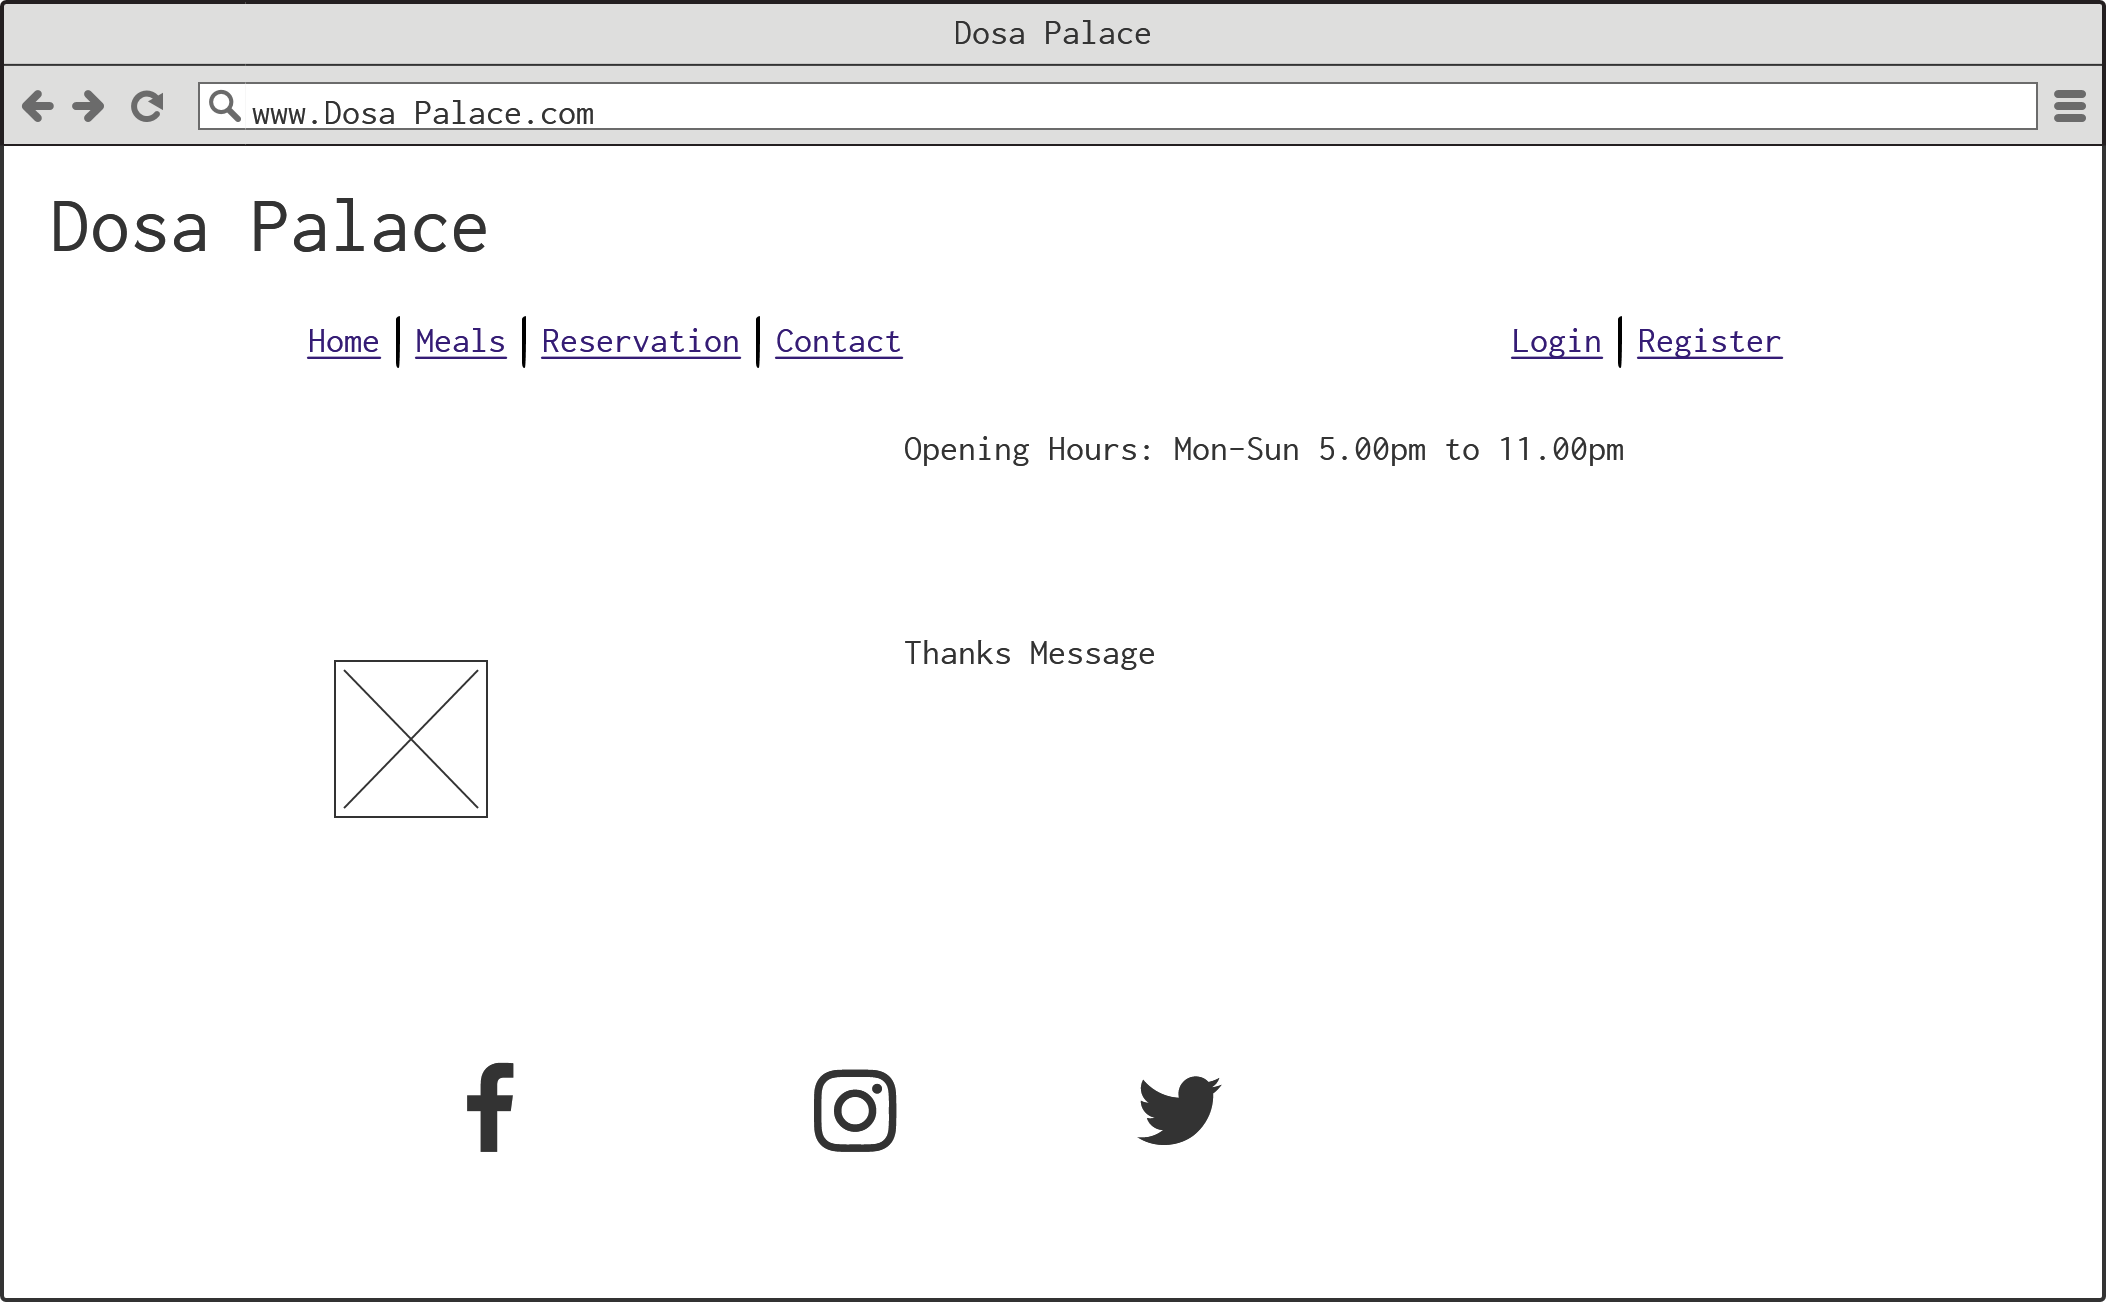 Dosa Palace
www.Dosa Palace.com
Dosa Palace
Home Meals Reservation Contact Login Register
Opening Hours: Mon-Sun 5.00pm to 11.00pm
Thanks Message